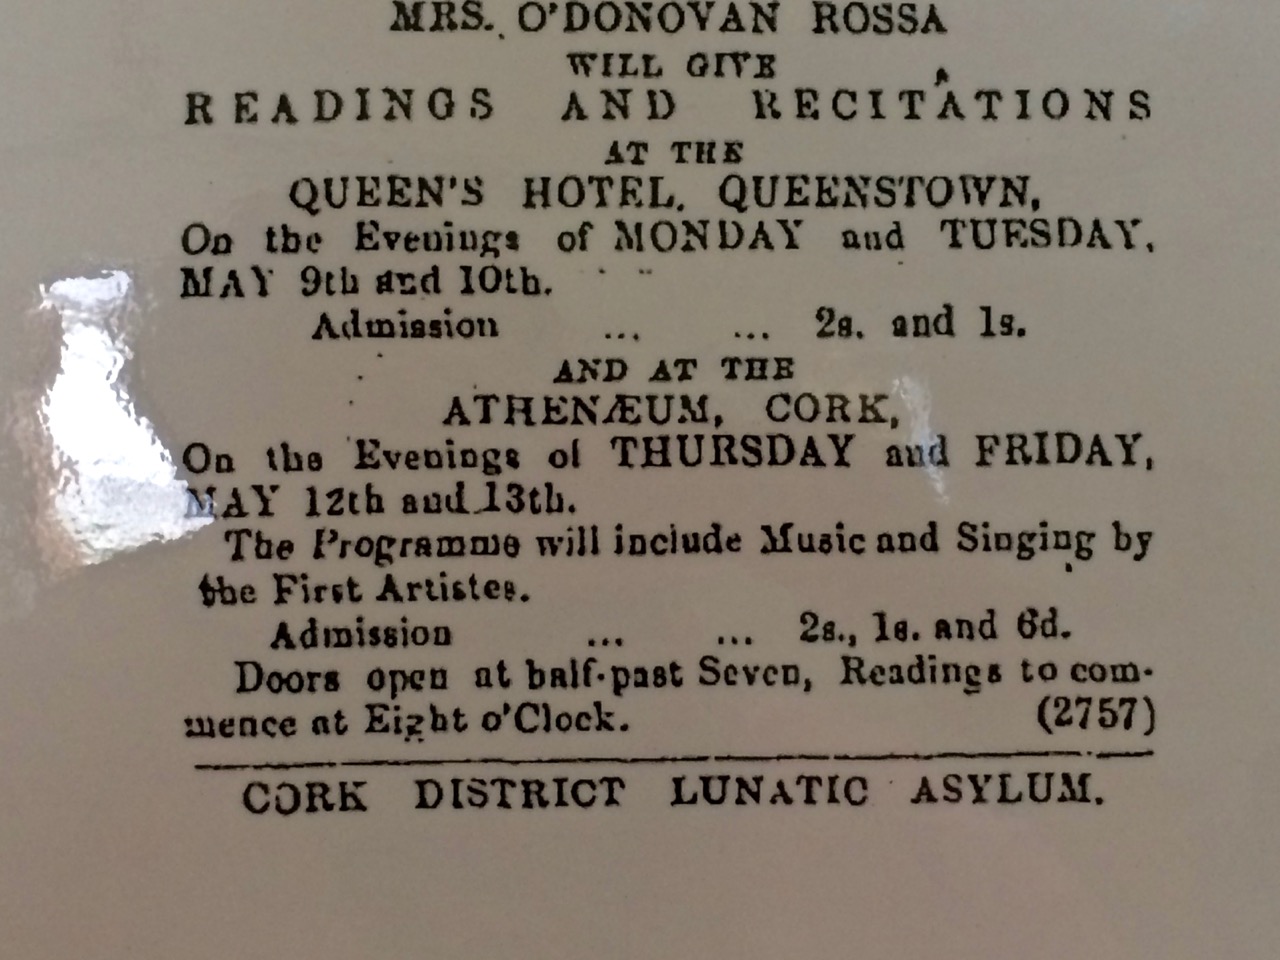 MRS. O'DONOVAN ROSSA
WILL GIVE
READINGS AND RECITATIONS
AT THE
QUEEN'S HOTEL, QUEENSTOWN,
On the Evenings of MONDAY and TUESDAY,
MAY 9th and 10th.
Admission ... ... 2s. and 1s.
AND AT THE
ATHENÆUM, CORK,
On the Evenings of THURSDAY and FRIDAY,
MAY 12th and 13th.
The Programme will include Music and Singing by
the First Artistes.
Admission ... ... 2s., 1s. and 6d.
Doors open at half-past Seven, Readings to com-
mence at Eight o'Clock. (2757)
CORK DISTRICT LUNATIC ASYLUM.